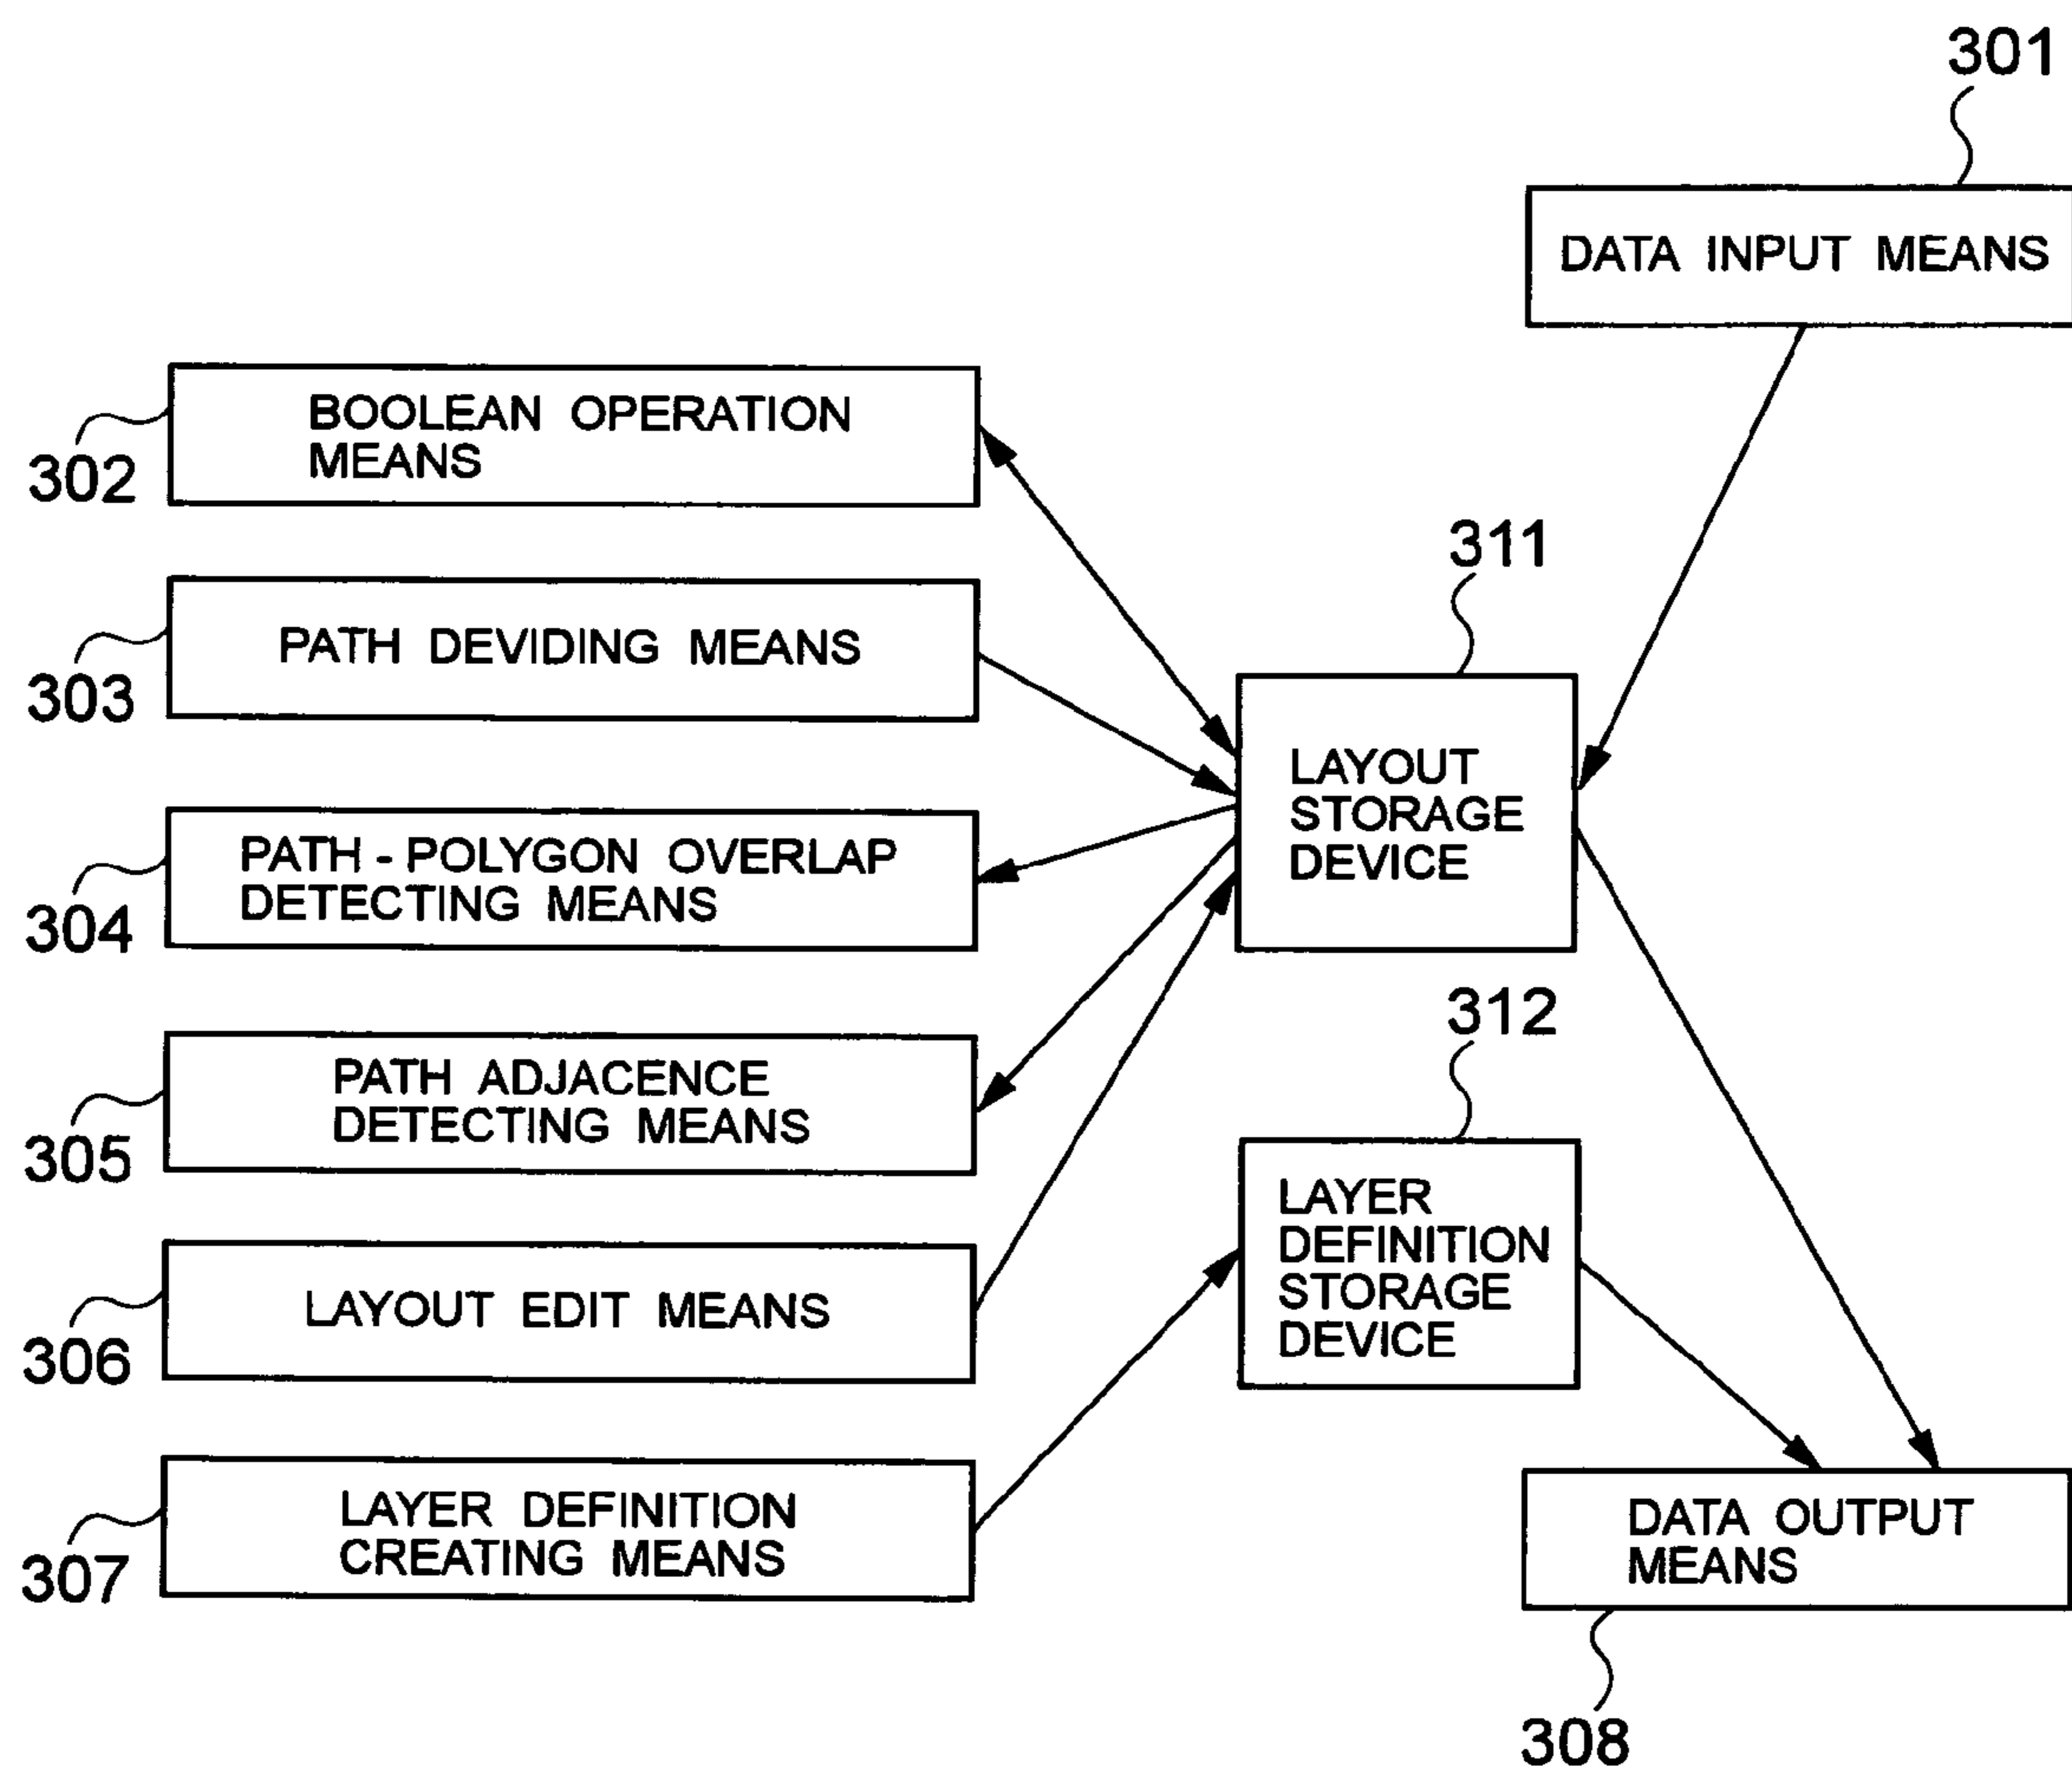 301
DATA INPUT MEANS
302
BOOLEAN OPERATION
MEANS
303
PATH DEVIDING MEANS
304
PATH-POLYGON OVERLAP
DETECTING MEANS
305
PATH ADJACENCE
DETECTING MEANS
306
LAYOUT EDIT MEANS
307
LAYER DEFINITION
CREATING MEANS
311
LAYOUT
STORAGE
DEVICE
312
LAYER
DEFINITION
STORAGE
DEVICE
DATA OUTPUT
MEANS
308